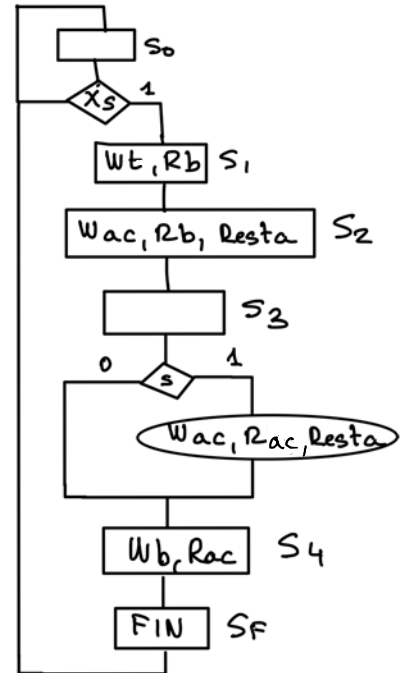 S0
Xs 1
Wt, Rb S1
Wac, Rb, Resta S2
S3
0 s 1
Wac, Rac, Resta
Wb, Rac S4
FIN SF